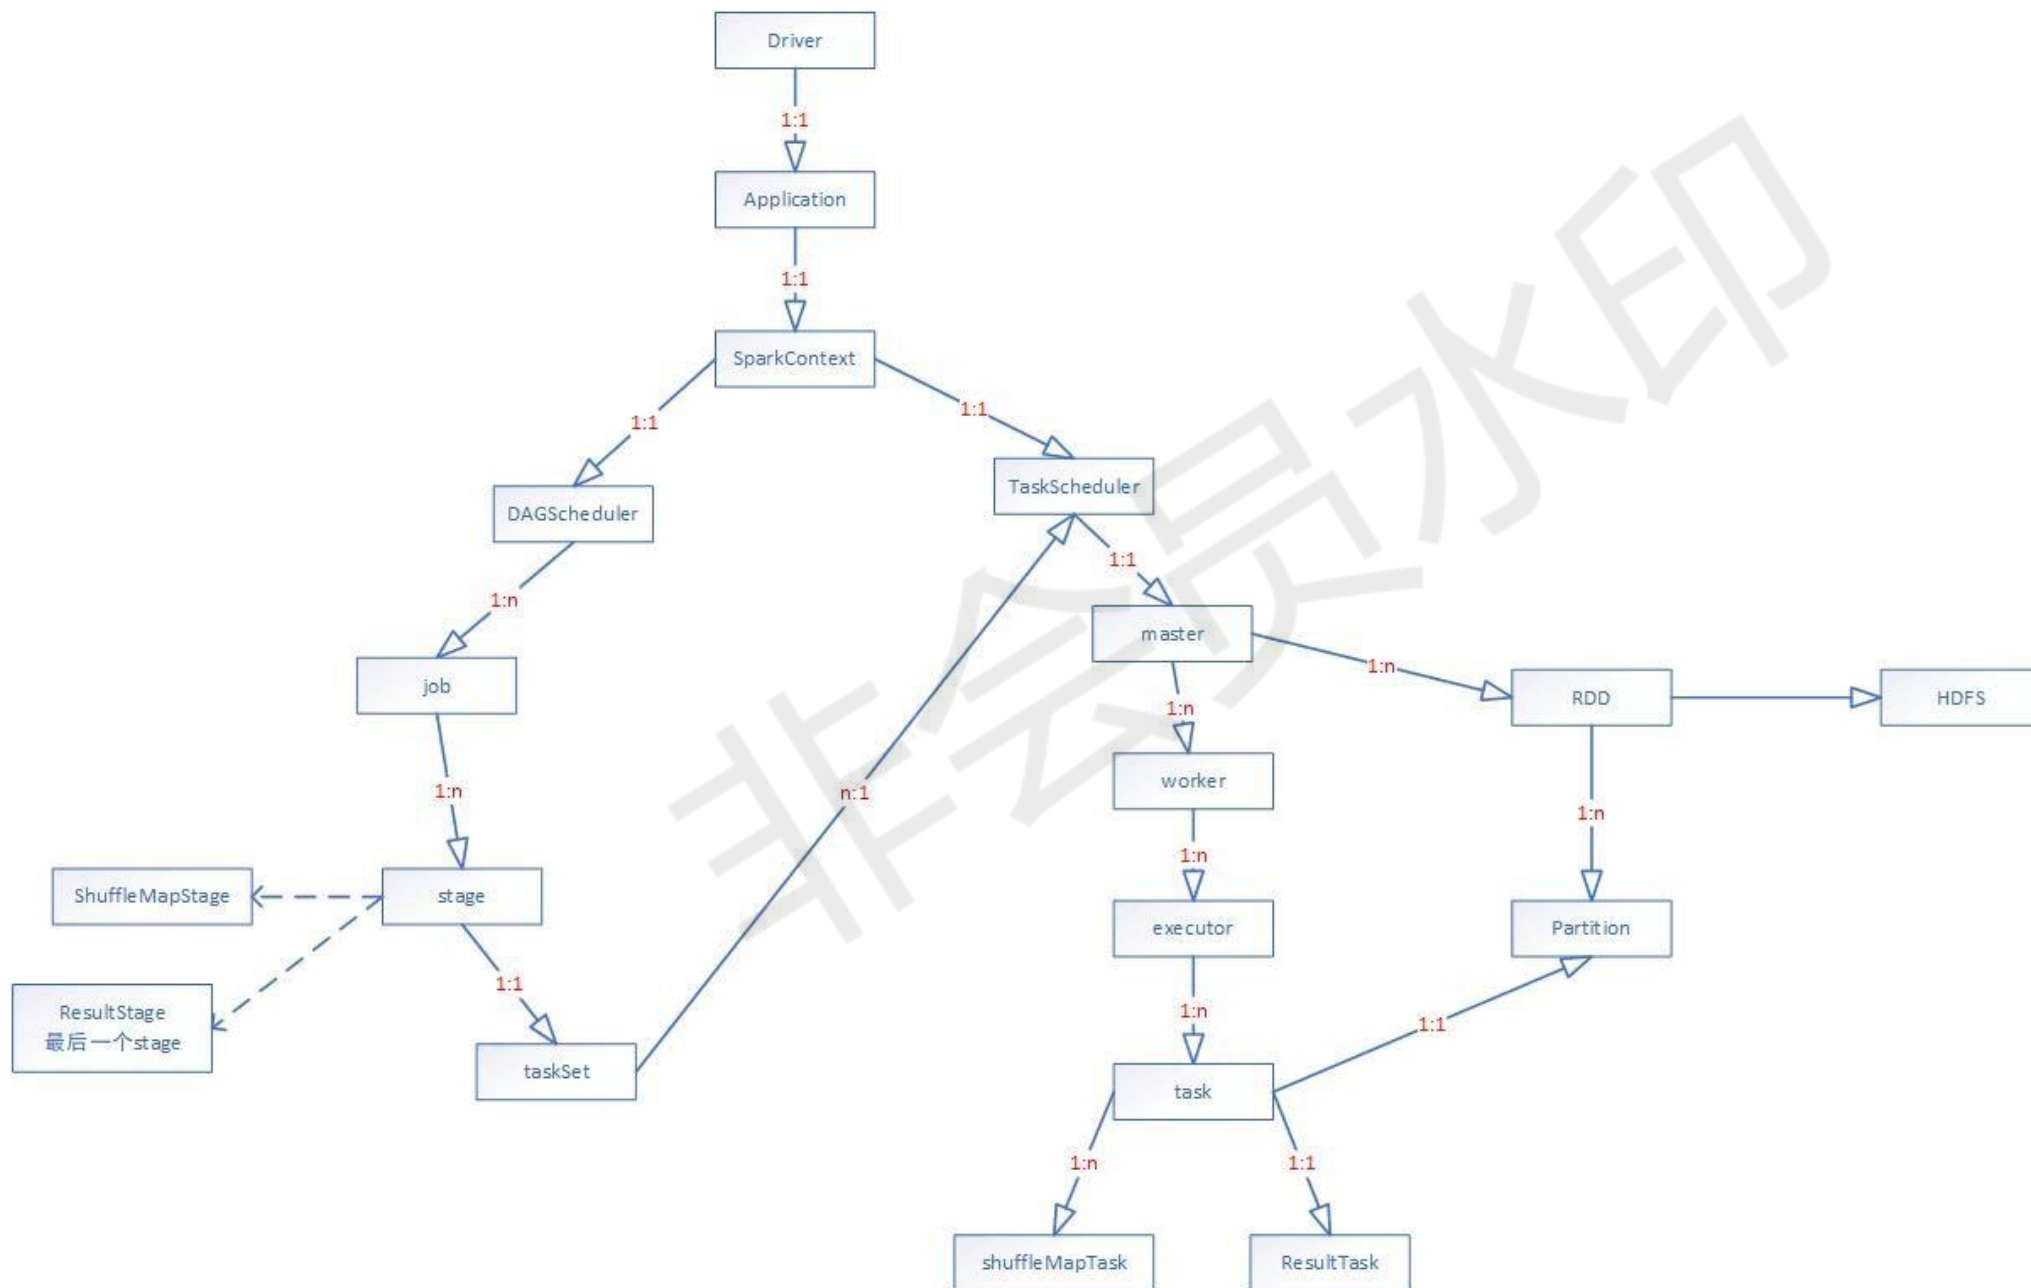 Driver
1:1
Application
1:1
SparkContext
1:1
1:1
TaskScheduler
DAGScheduler
1:1
1:n
master
job
1:n
RDD
HDFS
1:n
worker
1:n
n:1
1:n
1:n
ShuffleMapStage
stage
executor
Partition
1:1
ResultStage
最后一个stage
1:n
1:1
taskSet
task
1:n
1:1
shuffleMapTask
ResultTask
非会员水印